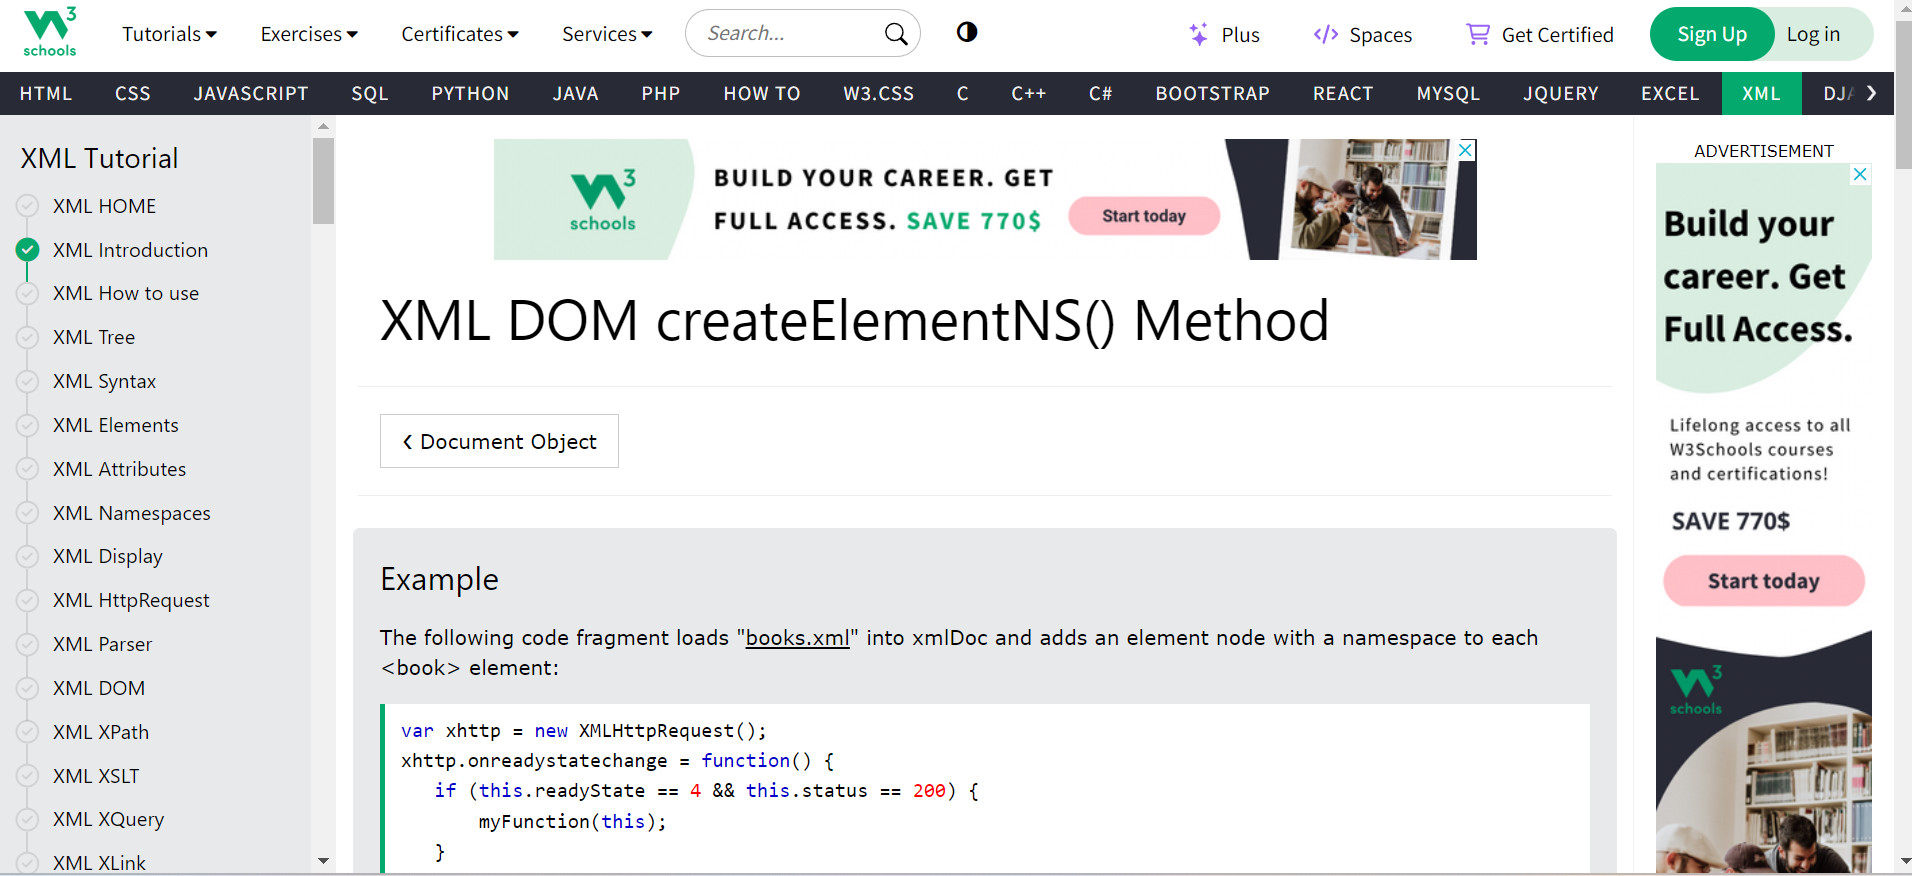 W3 schools
Tutorials Exercises Certificates Services Search... Plus Spaces Get Certified Sign Up Log in
HTML CSS JAVASCRIPT SQL PYTHON JAVA PHP HOW TO W3.CSS C C++ C# BOOTSTRAP REACT MYSQL JQUERY EXCEL XML DJ
XML Tutorial
XML HOME
XML Introduction
XML How to use
XML Tree
XML Syntax
XML Elements
XML Attributes
XML Namespaces
XML Display
XML HttpRequest
XML Parser
XML DOM
XML XPath
XML XSLT
XML XQuery
XML XLink
W3 schools
BUILD YOUR CAREER. GET
FULL ACCESS. SAVE 770$
Start today
XML DOM createElementNS() Method
❮ Document Object
Example
The following code fragment loads "books.xml" into xmlDoc and adds an element node with a namespace to each
<book> element:
var xhttp = new XMLHttpRequest();
xhttp.onreadystatechange = function() {
if (this.readyState == 4 && this.status == 200) {
myFunction(this);
}
ADVERTISEMENT
Build your
career. Get
Full Access.
Lifelong access to all
W3Schools courses
and certifications!
SAVE 770$
Start today
W3 schools